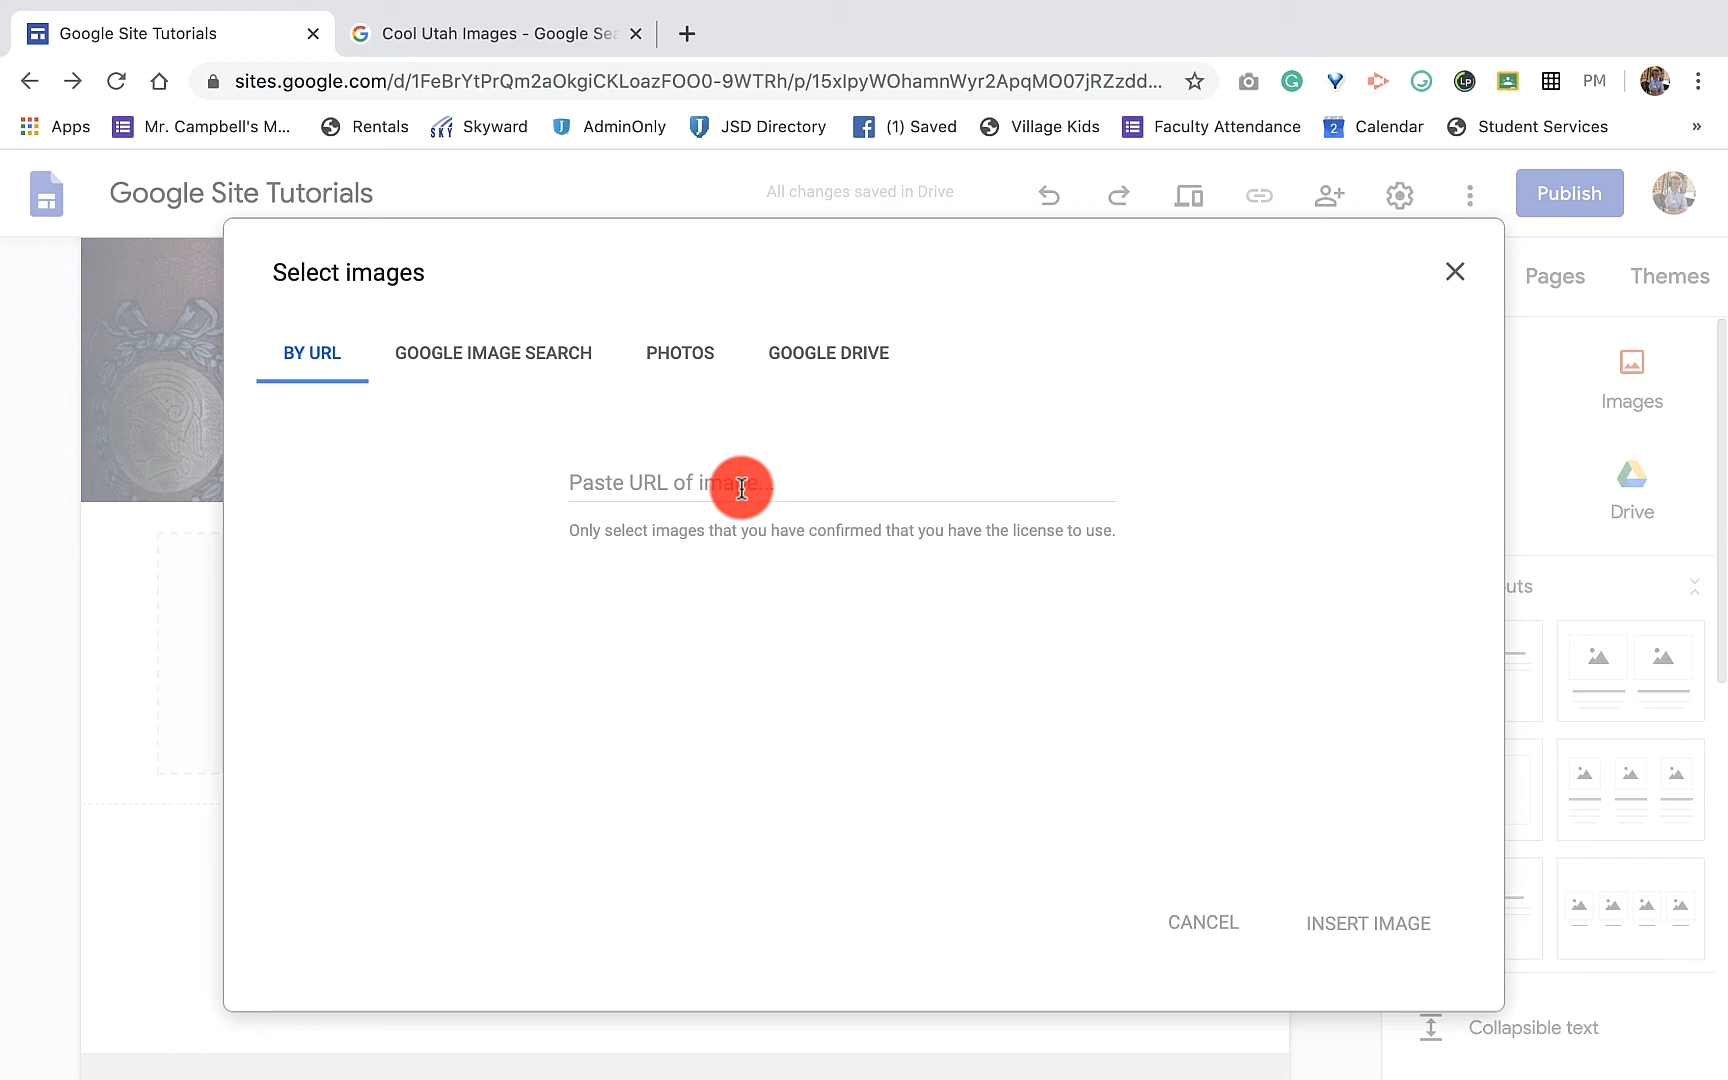 Google Site Tutorials
Cool Utah Images - Google Sea
sites.google.com/d/1FeBrYtPrQm2aOkgiCKLoazFOO0-9WTRh/p/15xIpyWOhamnWyr2ApqMO07jRZzdd...
PM
Apps Mr. Campbell's M... Rentals Skyward AdminOnly JSD Directory (1) Saved Village Kids Faculty Attendance Calendar Student Services »
Google Site Tutorials
All changes saved in Drive
Publish
Select images
Pages Themes
BY URL GOOGLE IMAGE SEARCH PHOTOS GOOGLE DRIVE
Images
Paste URL of image...
Only select images that you have confirmed that you have the license to use.
Drive
uts
CANCEL INSERT IMAGE
Collapsible text